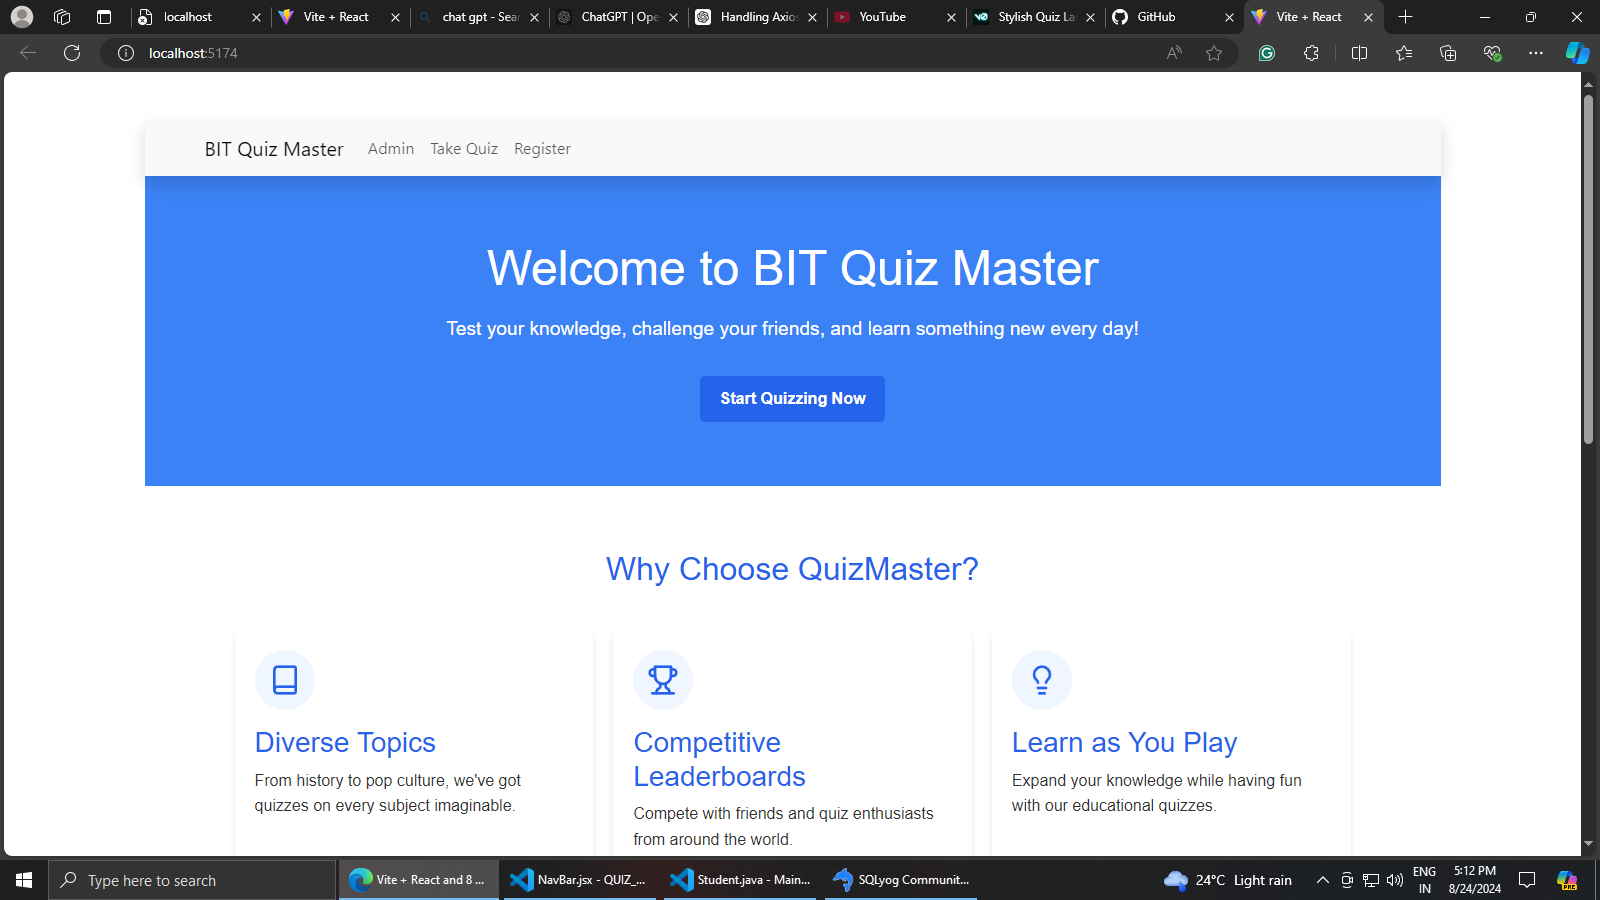 localhost
Vite + React
chat gpt - Sear
ChatGPT | Ope
Handling Axio
YouTube
Stylish Quiz La
GitHub
Vite + React
localhost:5174
BIT Quiz Master
Admin
Take Quiz
Register
Welcome to BIT Quiz Master
Test your knowledge, challenge your friends, and learn something new every day!
Start Quizzing Now
Why Choose QuizMaster?
Diverse Topics
From history to pop culture, we've got
quizzes on every subject imaginable.
Competitive
Leaderboards
Compete with friends and quiz enthusiasts
from around the world.
Learn as You Play
Expand your knowledge while having fun
with our educational quizzes.
Type here to search
Vite + React and 8 ...
NavBar.jsx - QUIZ_...
Student.java - Main...
SQLyog Communit...
24°C Light rain
ENG
IN
5:12 PM
8/24/2024
PRE